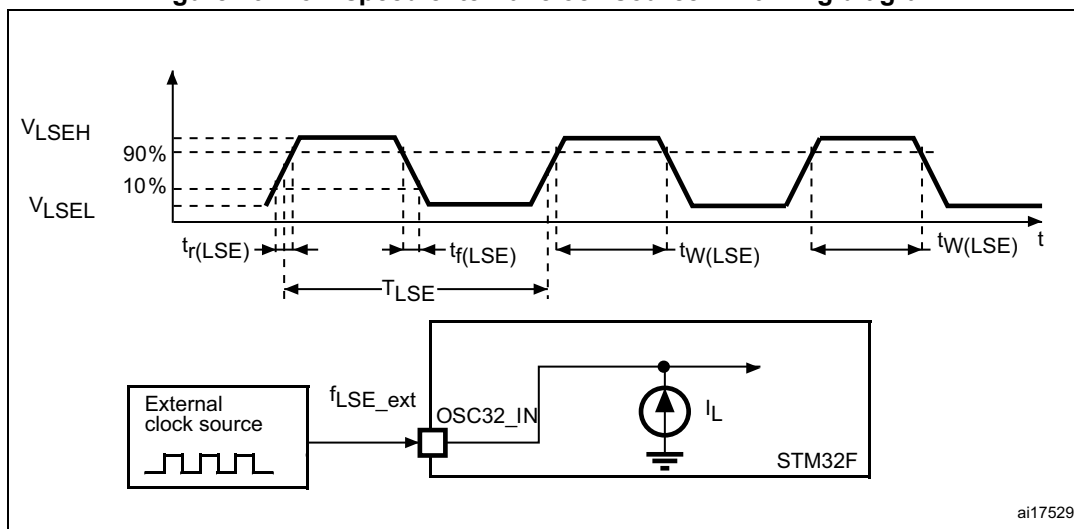 V_LSEH
90%
10%
V_LSEL
t_r(LSE)
t_f(LSE)
t_W(LSE)
t_W(LSE)
t
T_LSE
External
clock source
f_LSE_ext
OSC32_IN
I_L
STM32F
ai17529